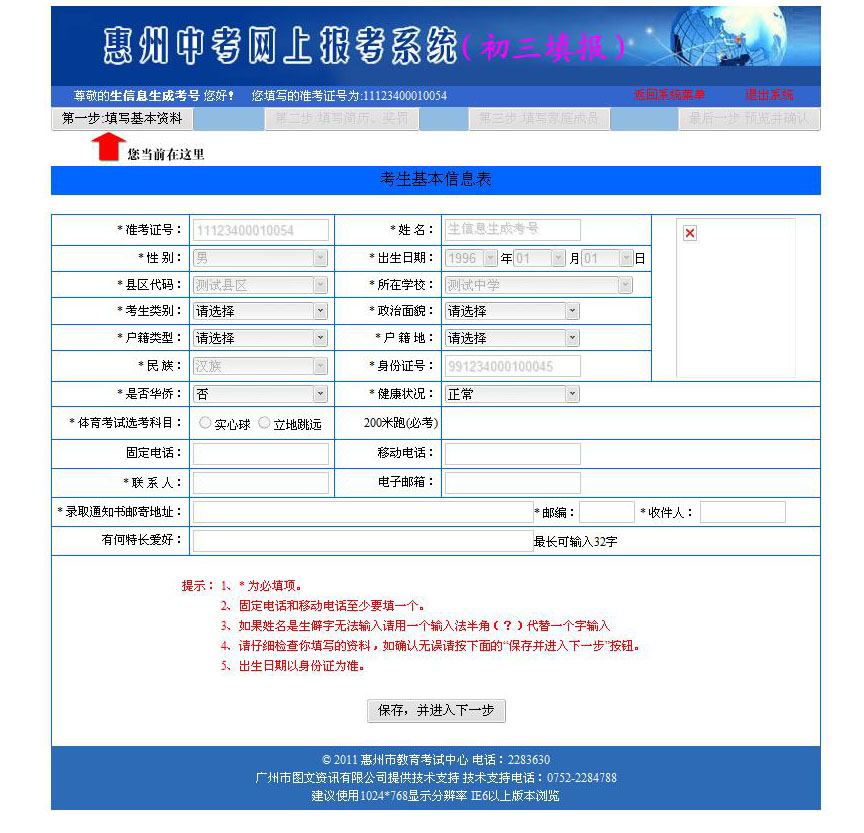 惠州中考网上报考系统(初三填报)
尊敬的生信息生成考号 您好! 您填写的准考证号为:11123400010054 返回系统菜单 退出系统
第一步:填写基本资料 第二步 填写简历、奖罚 第三步 填写家庭成员 最后一步 预览并确认
您当前在这里
考生基本信息表
*准考证号: 11123400010054 *姓 名: 生信息生成考号
*性 别: 男 *出生日期: 1996 年 01 月 01 日
*县区代码: 测试县区 *所在学校: 测试中学
*考生类别: 请选择 *政治面貌: 请选择
*户籍类型: 请选择 *户 籍 地: 请选择
*民 族: 汉族 *身份证号: 991234000100045
*是否华侨: 否 *健康状况: 正常
*体育考试选考科目: 实心球 立地跳远 200米跑(必考)
固定电话: 移动电话:
*联 系 人: 电子邮箱:
*录取通知书邮寄地址: *邮编: *收件人:
有何特长爱好: 最长可输入32字
提示: 1、*为必填项。
2、固定电话和移动电话至少要填一个。
3、如果姓名是生僻字无法输入请用一个输入法半角(?)代替一个字输入
4、请仔细检查你填写的资料,如确认无误请按下面的“保存并进入下一步”按钮。
5、出生日期以身份证为准。
保存,并进入下一步
© 2011 惠州市教育考试中心 电话:2283630
广州市图文资讯有限公司提供技术支持 技术支持电话:0752-2284788
建议使用1024*768显示分辨率 IE6以上版本浏览